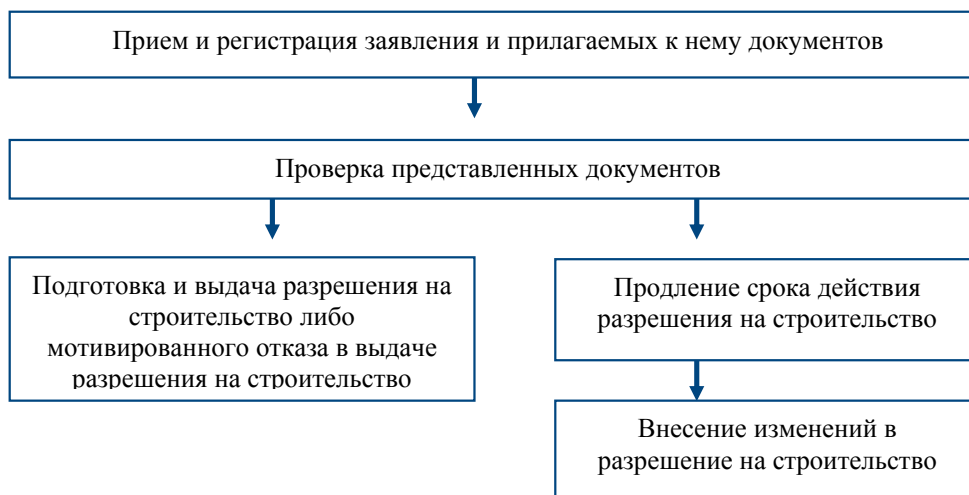 Прием и регистрация заявления и прилагаемых к нему документов
Проверка представленных документов
Подготовка и выдача разрешения на
строительство либо
мотивированного отказа в выдаче
разрешения на строительство
Продление срока действия
разрешения на строительство
Внесение изменений в
разрешение на строительство